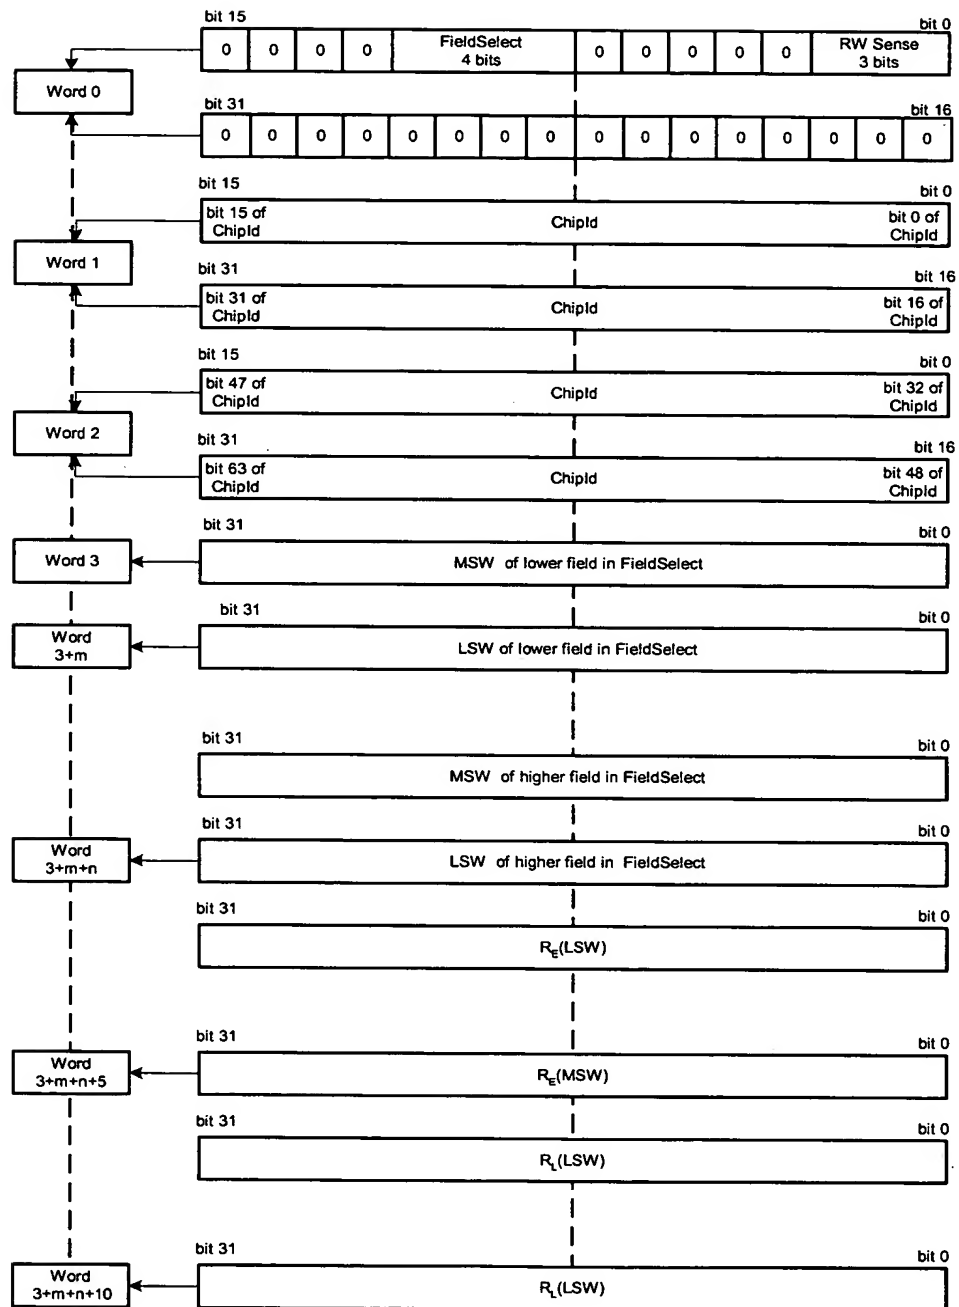 bit 15 bit 0
0 0 0 0 FieldSelect 4 bits 0 0 0 0 0 RW Sense 3 bits
Word 0
bit 31 bit 16
0 0 0 0 0 0 0 0 0 0 0 0 0 0 0 0
bit 15 bit 0
bit 15 of ChipId ChipId bit 0 of ChipId
Word 1
bit 31 bit 16
bit 31 of ChipId ChipId bit 16 of ChipId
bit 15 bit 0
bit 47 of ChipId ChipId bit 32 of ChipId
Word 2
bit 31 bit 16
bit 63 of ChipId ChipId bit 48 of ChipId
bit 31 bit 0
Word 3 MSW of lower field in FieldSelect
bit 31 bit 0
Word 3+m LSW of lower field in FieldSelect
bit 31 bit 0
MSW of higher field in FieldSelect
bit 31 bit 0
Word 3+m+n LSW of higher field in FieldSelect
bit 31 bit 0
R_E(LSW)
bit 31 bit 0
Word 3+m+n+5 R_E(MSW)
bit 31 bit 0
R_L(LSW)
bit 31 bit 0
Word 3+m+n+10 R_L(LSW)